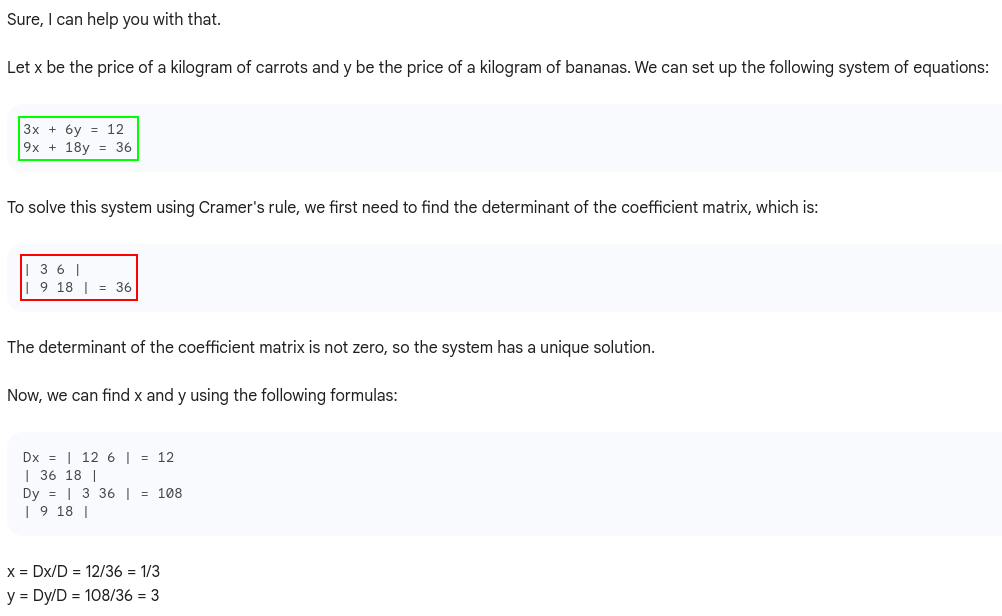 Sure, I can help you with that.
Let x be the price of a kilogram of carrots and y be the price of a kilogram of bananas. We can set up the following system of equations:
3x + 6y = 12
9x + 18y = 36
To solve this system using Cramer's rule, we first need to find the determinant of the coefficient matrix, which is:
| 3 6 |
| 9 18 | = 36
The determinant of the coefficient matrix is not zero, so the system has a unique solution.
Now, we can find x and y using the following formulas:
Dx = | 12 6 | = 12
| 36 18 |
Dy = | 3 36 | = 108
| 9 18 |
x = Dx/D = 12/36 = 1/3
y = Dy/D = 108/36 = 3